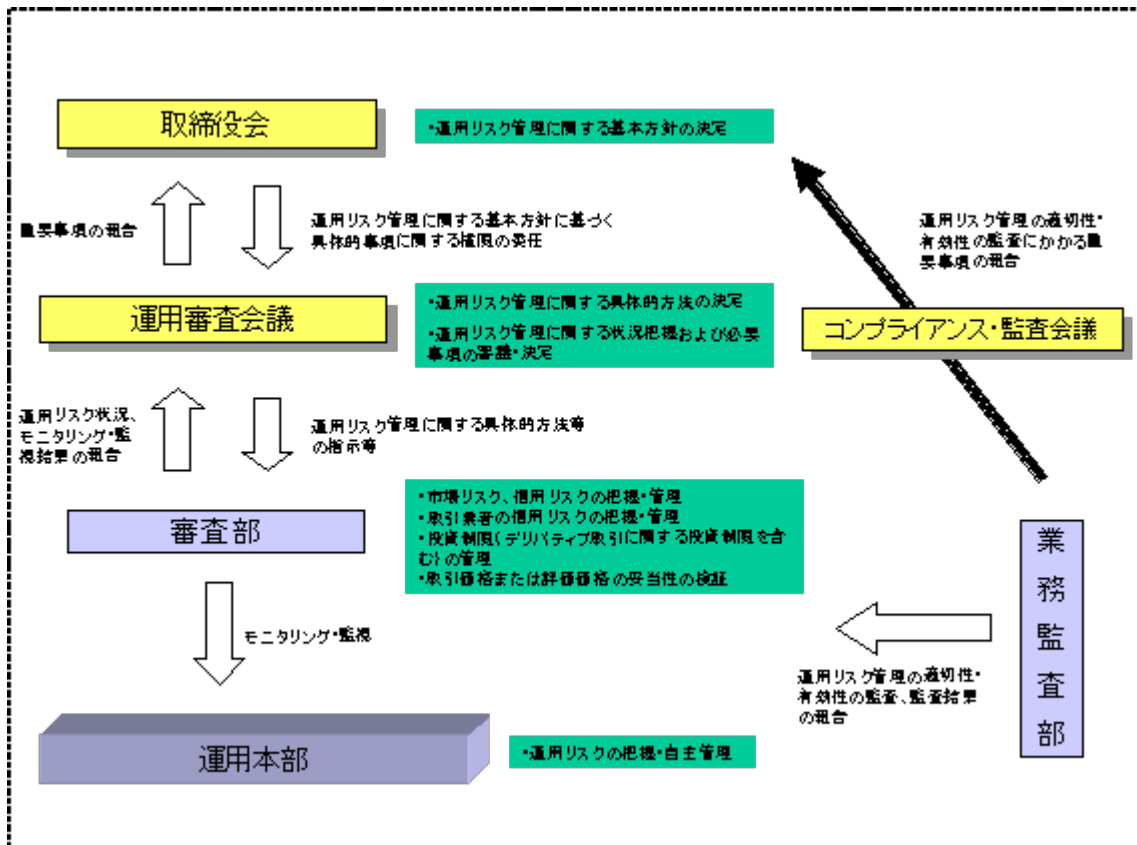 取締役会
・運用リスク管理に関する基本方針の決定
重要事項の報告
運用リスク管理に関する基本方針に基づく
具体的事項に関する権限の委任
運用リスク管理の適切性・
有効性の監査にかかる重
要事項の報告
運用審査会議
・運用リスク管理に関する具体的方法の決定
・運用リスク管理に関する状況把握および必要
事項の審議・決定
コンプライアンス・監査会議
運用リスク状況、
モニタリング・監
視結果の報告
運用リスク管理に関する具体的方法等
の指示等
審査部
・市場リスク、信用リスクの把握・管理
・取引業者の信用リスクの把握・管理
・投資制限(デリバティブ取引に関する投資制限を含
む)の管理
・取引価格または評価価格の妥当性の検証
業務監査部
モニタリング・監視
運用リスク管理の適切性・
有効性の監査、監査結果
の報告
運用本部
・運用リスクの把握・自主管理